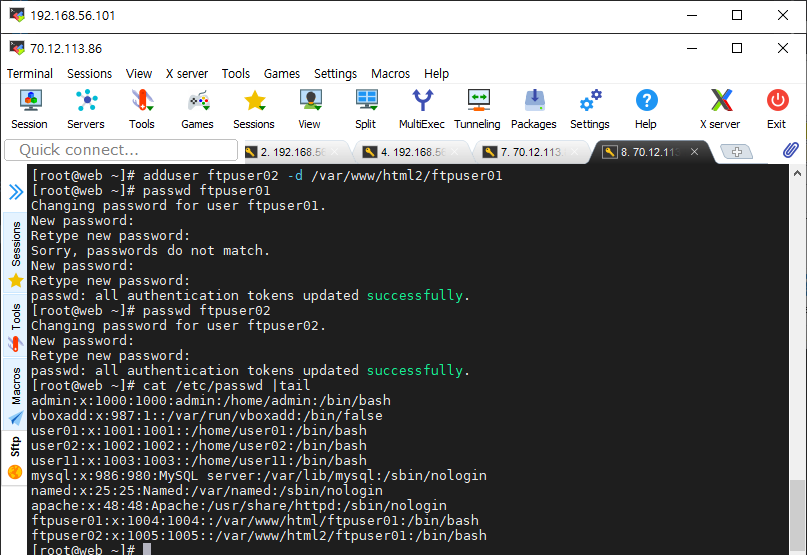 192.168.56.101
70.12.113.86
Terminal Sessions View X server Tools Games Settings Macros Help
Session Servers Tools Games Sessions View Split MultiExec Tunneling Packages Settings Help X server Exit
Quick connect... 2. 192.168.56 4. 192.168.56 7. 70.12.113 8. 70.12.113
Sessions
Tools
Macros
Sftp
[root@web ~]# adduser ftpuser02 -d /var/www/html2/ftpuser01
[root@web ~]# passwd ftpuser01
Changing password for user ftpuser01.
New password:
Retype new password:
Sorry, passwords do not match.
New password:
Retype new password:
passwd: all authentication tokens updated successfully.
[root@web ~]# passwd ftpuser02
Changing password for user ftpuser02.
New password:
Retype new password:
passwd: all authentication tokens updated successfully.
[root@web ~]# cat /etc/passwd |tail
admin:x:1000:1000:admin:/home/admin:/bin/bash
vboxadd:x:987:1::/var/run/vboxadd:/bin/false
user01:x:1001:1001::/home/user01:/bin/bash
user02:x:1002:1002::/home/user02:/bin/bash
user11:x:1003:1003::/home/user11:/bin/bash
mysql:x:986:980:MySQL server:/var/lib/mysql:/sbin/nologin
named:x:25:25:Named:/var/named:/sbin/nologin
apache:x:48:48:Apache:/usr/share/httpd:/sbin/nologin
ftpuser01:x:1004:1004::/var/www/html/ftpuser01:/bin/bash
ftpuser02:x:1005:1005::/var/www/html2/ftpuser01:/bin/bash
[root@web ~]#